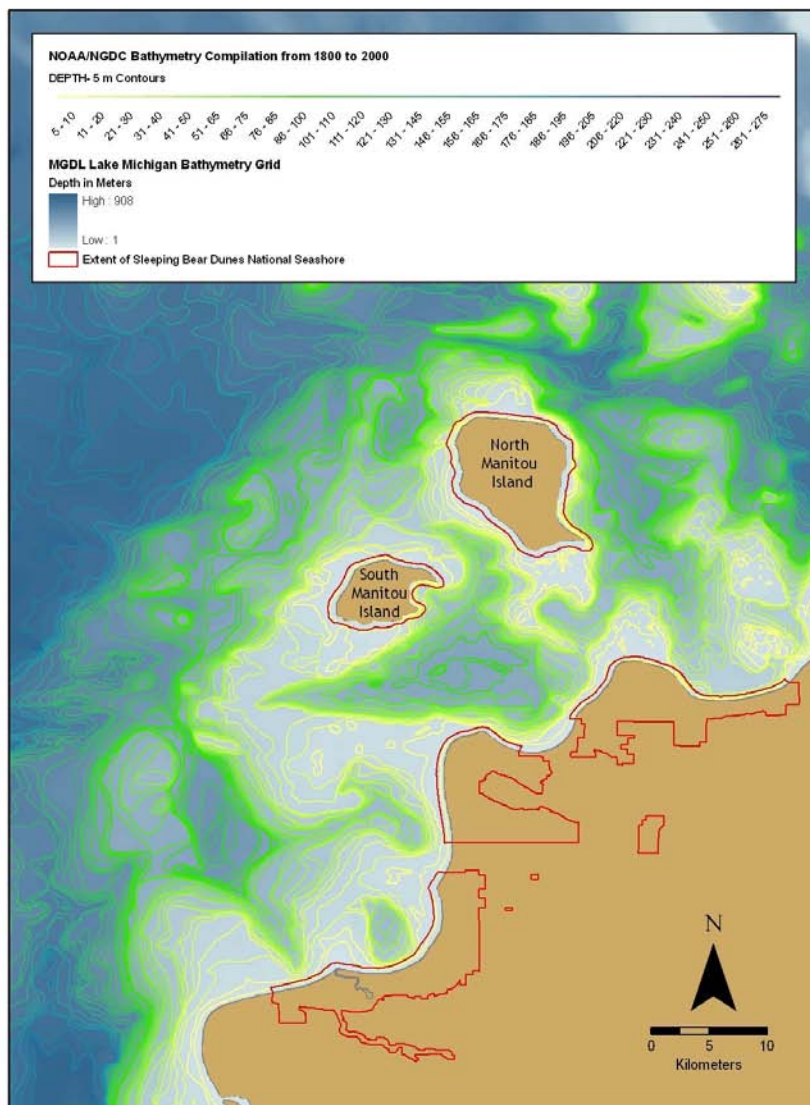 NOAA/NGDC Bathymetry Compilation from 1800 to 2000
DEPTH- 5 m Contours
5 - 10
11 - 20
21 - 30
31 - 40
41 - 50
51 - 65
66 - 75
76 - 85
86 - 100
101 - 110
111 - 120
121 - 130
131 - 145
146 - 155
156 - 165
166 - 175
176 - 185
186 - 195
196 - 205
206 - 220
221 - 230
231 - 240
241 - 250
251 - 260
261 - 275
MGDL Lake Michigan Bathymetry Grid
Depth in Meters
High : 908
Low : 1
Extent of Sleeping Bear Dunes National Seashore
North
Manitou
Island
South
Manitou
Island
N
0 5 10
Kilometers